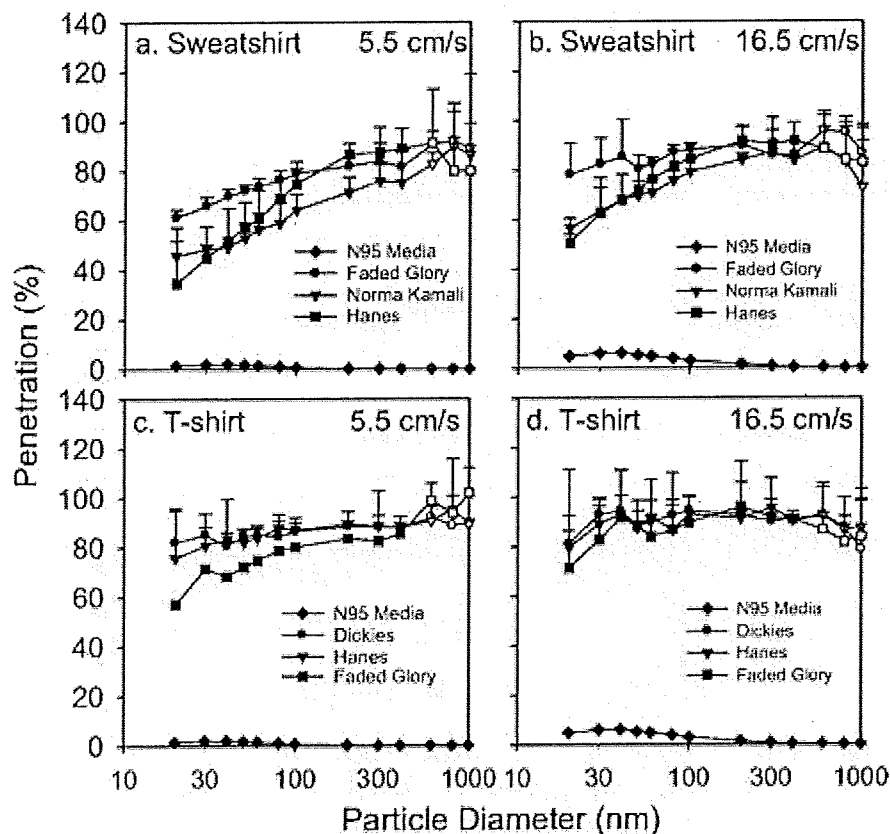 Penetration (%)
140
120
100
80
60
40
20
0
a. Sweatshirt 5.5 cm/s
N95 Media
Faded Glory
Norma Kamali
Hanes
b. Sweatshirt 16.5 cm/s
N95 Media
Faded Glory
Norma Kamali
Hanes
140
120
100
80
60
40
20
0
c. T-shirt 5.5 cm/s
N95 Media
Dickies
Hanes
Faded Glory
d. T-shirt 16.5 cm/s
N95 Media
Dickies
Hanes
Faded Glory
10 30 100 300 1000
10 30 100 300 1000
Particle Diameter (nm)